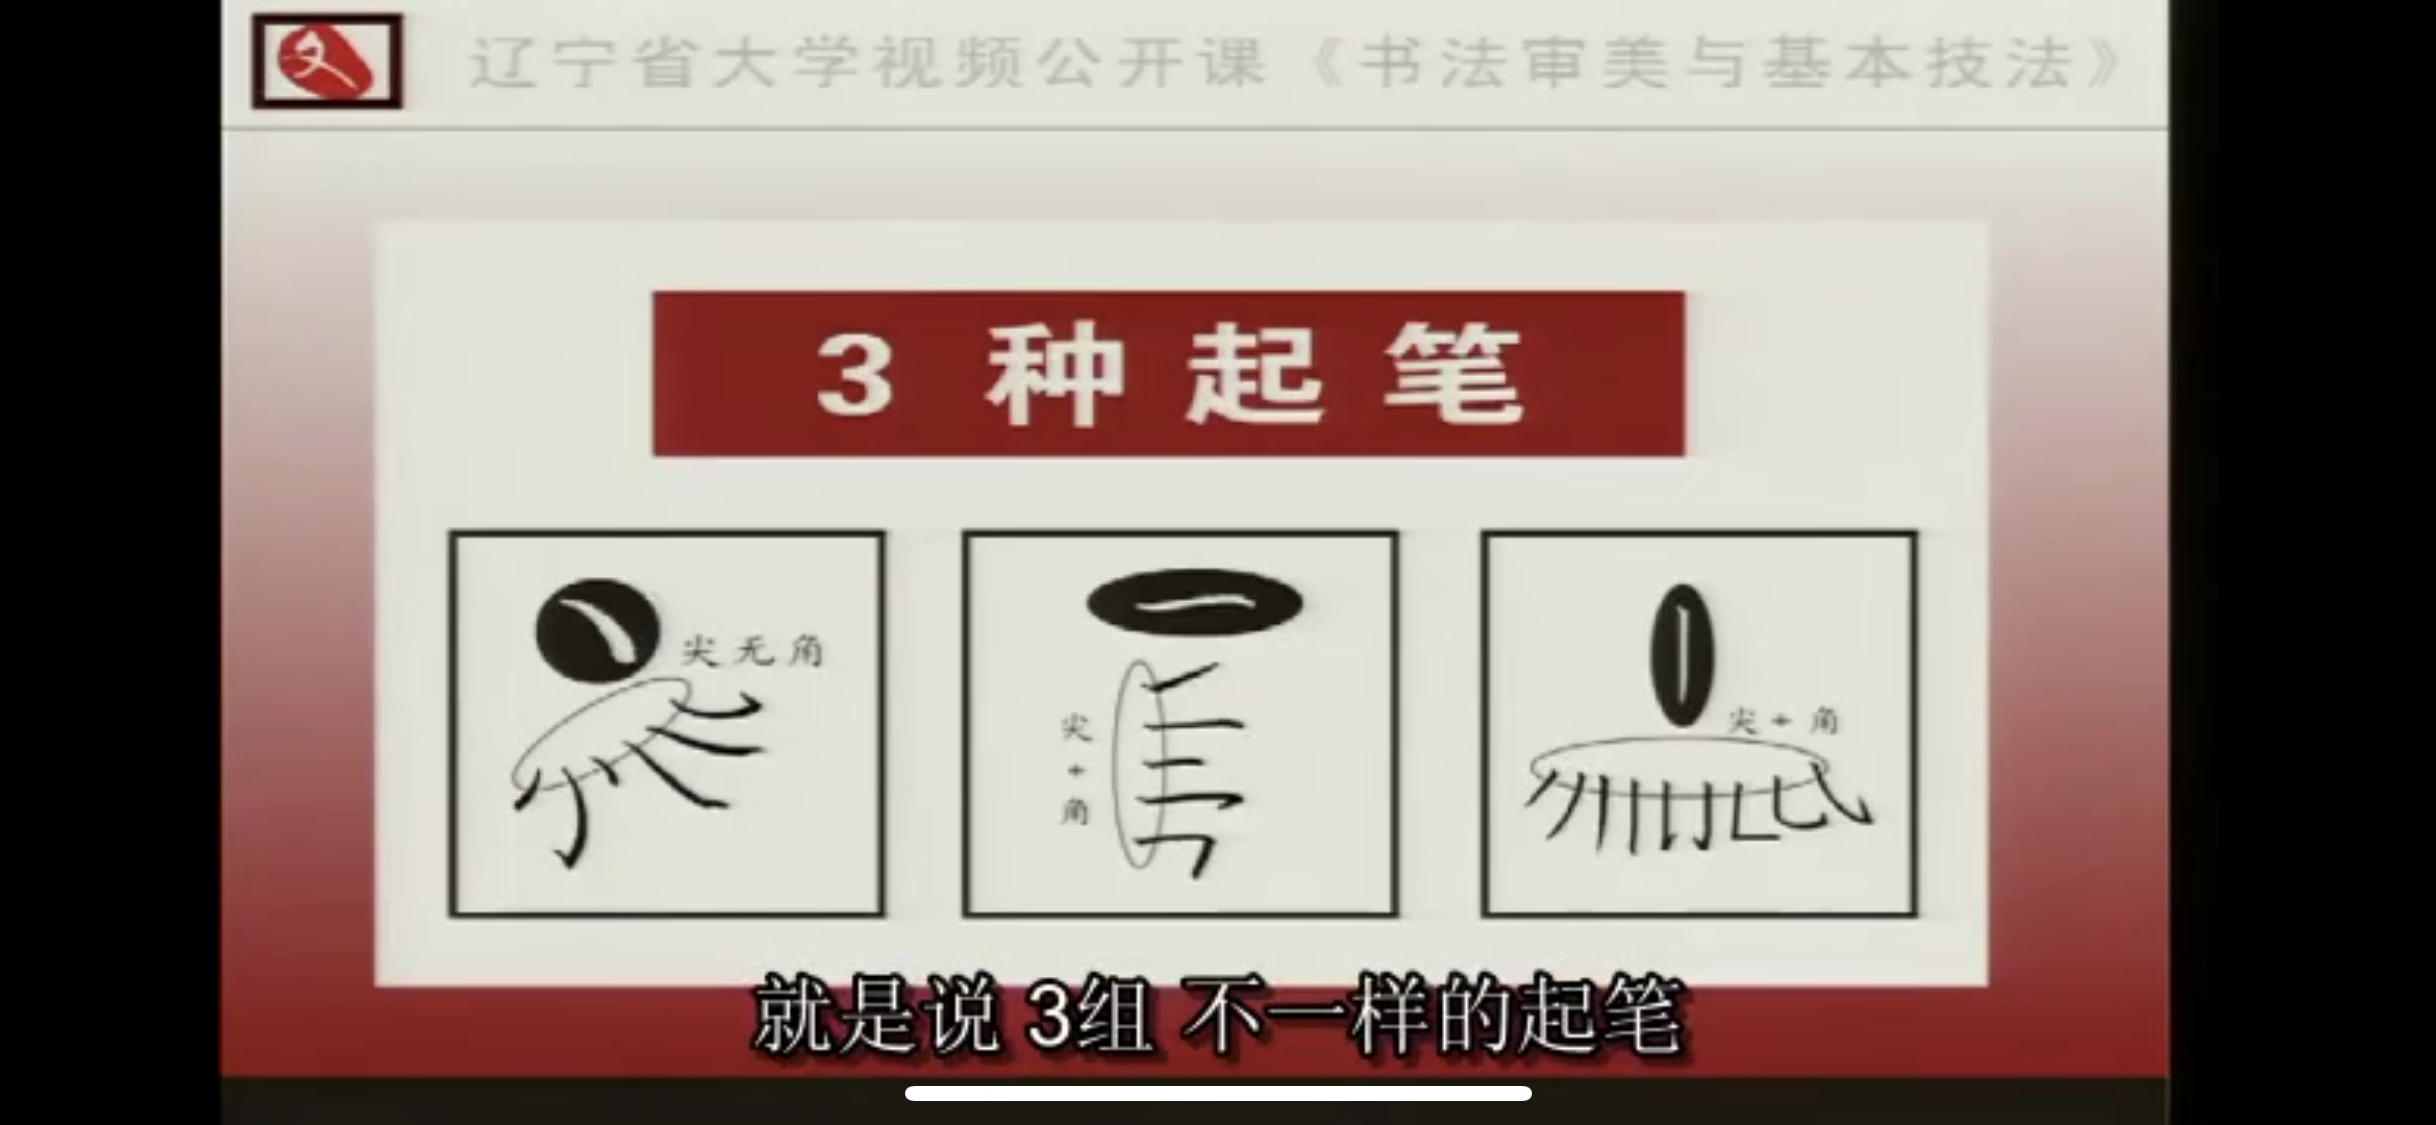 文
辽宁省大学视频公开课《书法审美与基本技法》
3 种起笔
尖无角
尖+角
尖+角
就是说 3组 不一样的起笔